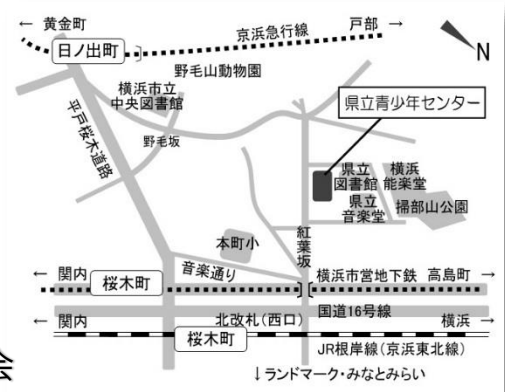 ← 黄金町
戸部 →
京浜急行線
日ノ出町
N
野毛山動物園
横浜市立
中央図書館
県立青少年センター
野毛坂
平戸桜木道路
県立
図書館
横浜
能楽堂
県立
音楽堂
掃部山公園
本町小
紅葉坂
音楽通り
← 関内
桜木町
横浜市営地下鉄 高島町 →
国道16号線
← 関内
北改札(西口)
横浜 →
桜木町
JR根岸線(京浜東北線)
↓ランドマーク・みなとみらい
会